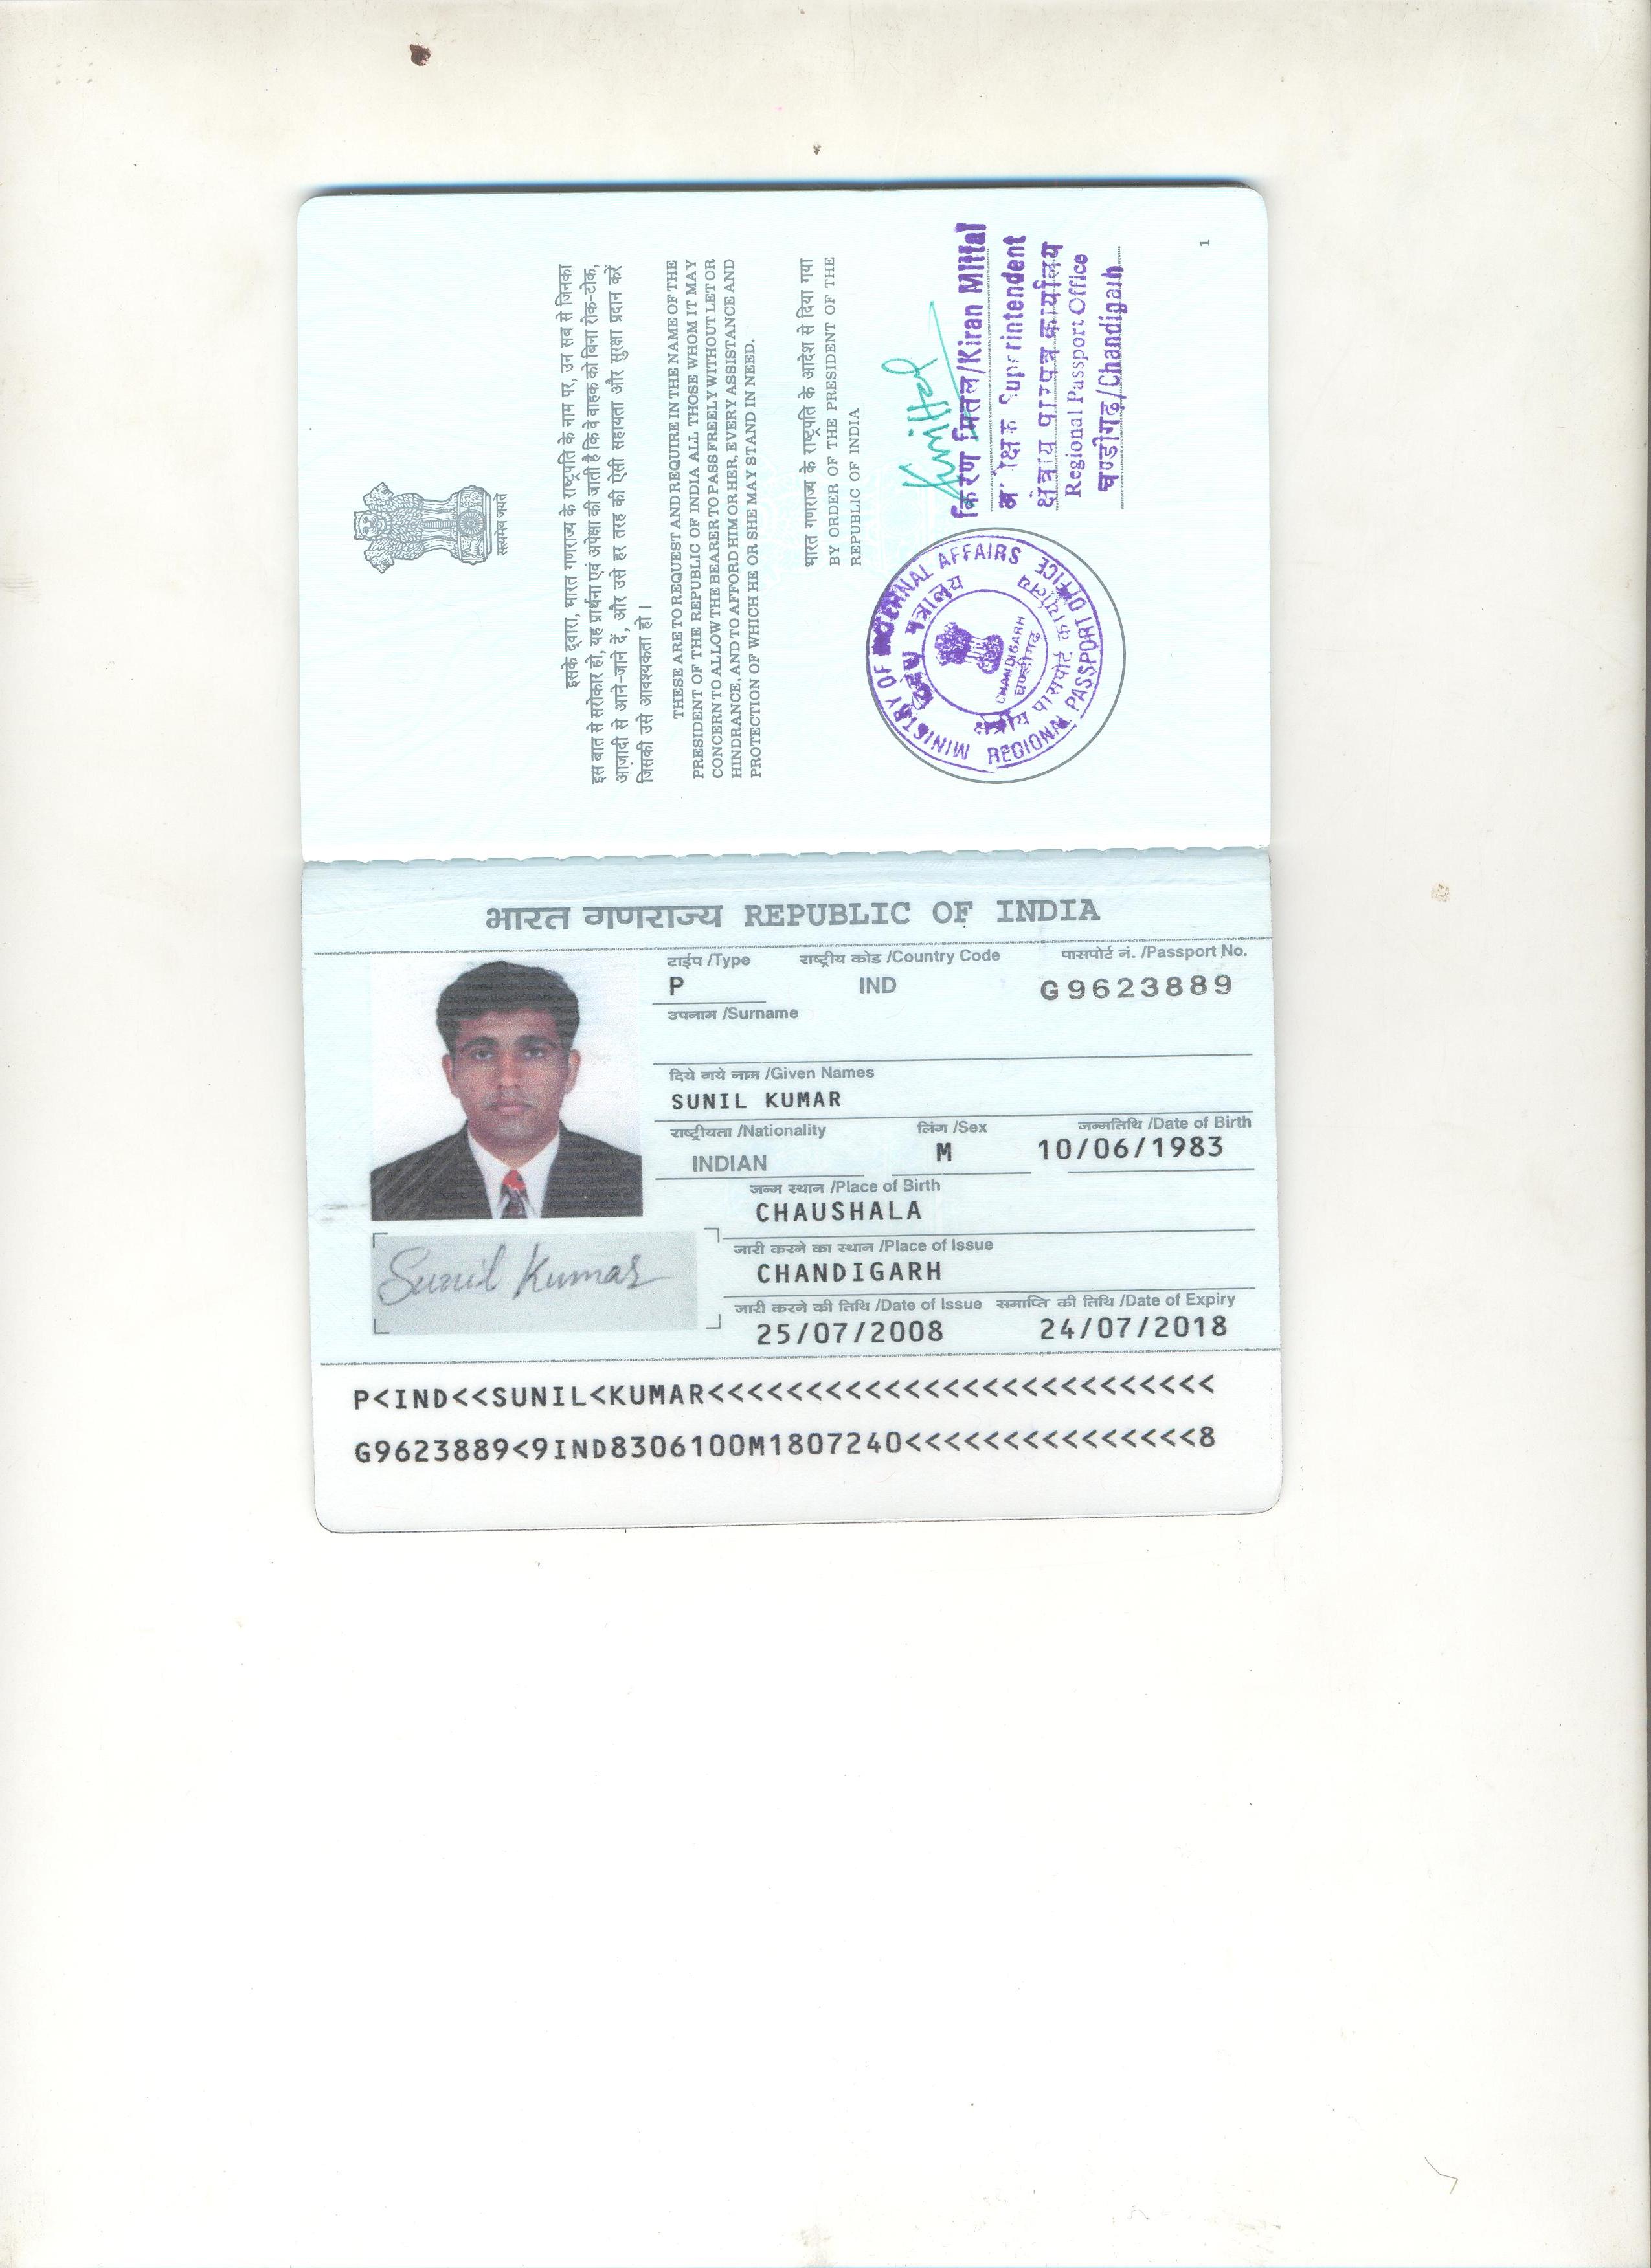 सत्यमेव जयते
इसके द्वारा, भारत गणराज्य के राष्ट्रपति के नाम पर, उन सब से जिनका
इस बात से सरोकार हो, यह प्रार्थना एवं अपेक्षा की जाती है कि वे वाहक को बिना रोक-टोक,
आज़ादी से आने-जाने दें, और उसे हर तरह की ऐसी सहायता और सुरक्षा प्रदान करें
जिसकी उसे आवश्यकता हो।
THESE ARE TO REQUEST AND REQUIRE IN THE NAME OF THE
PRESIDENT OF THE REPUBLIC OF INDIA ALL THOSE WHOM IT MAY
CONCERN TO ALLOW THE BEARER TO PASS FREELY WITHOUT LET OR
HINDRANCE, AND TO AFFORD HIM OR HER, EVERY ASSISTANCE AND
PROTECTION OF WHICH HE OR SHE MAY STAND IN NEED.
भारत गणराज्य के राष्ट्रपति के आदेश से दिया गया
BY ORDER OF THE PRESIDENT OF THE
REPUBLIC OF INDIA
KMittal
किरण मित्तल/Kiran Mittal
Superintendent
क्षेत्रीय पारपत्र कार्यालय
Regional Passport Office
चण्डीगढ़/Chandigarh
MINISTRY OF EXTERNAL AFFAIRS
REGIONAL PASSPORT OFFICE
क्षेत्रीय पासपोर्ट कार्यालय
CHANDIGARH
चण्डीगढ़
1
भारत गणराज्य REPUBLIC OF INDIA
टाईप /Type राष्ट्रीय कोड /Country Code पासपोर्ट नं. /Passport No.
P IND G9623889
उपनाम /Surname
दिये गये नाम /Given Names
SUNIL KUMAR
राष्ट्रीयता /Nationality लिंग /Sex जन्मतिथि /Date of Birth
INDIAN M 10/06/1983
जन्म स्थान /Place of Birth
CHAUSHALA
जारी करने का स्थान /Place of Issue
CHANDIGARH
जारी करने की तिथि /Date of Issue समाप्ति की तिथि /Date of Expiry
25/07/2008 24/07/2018
Sunil Kumar
P<IND<<SUNIL<KUMAR<<<<<<<<<<<<<<<<<<<<<<<<<<
G9623889<9IND8306100M1807240<<<<<<<<<<<<<<<8